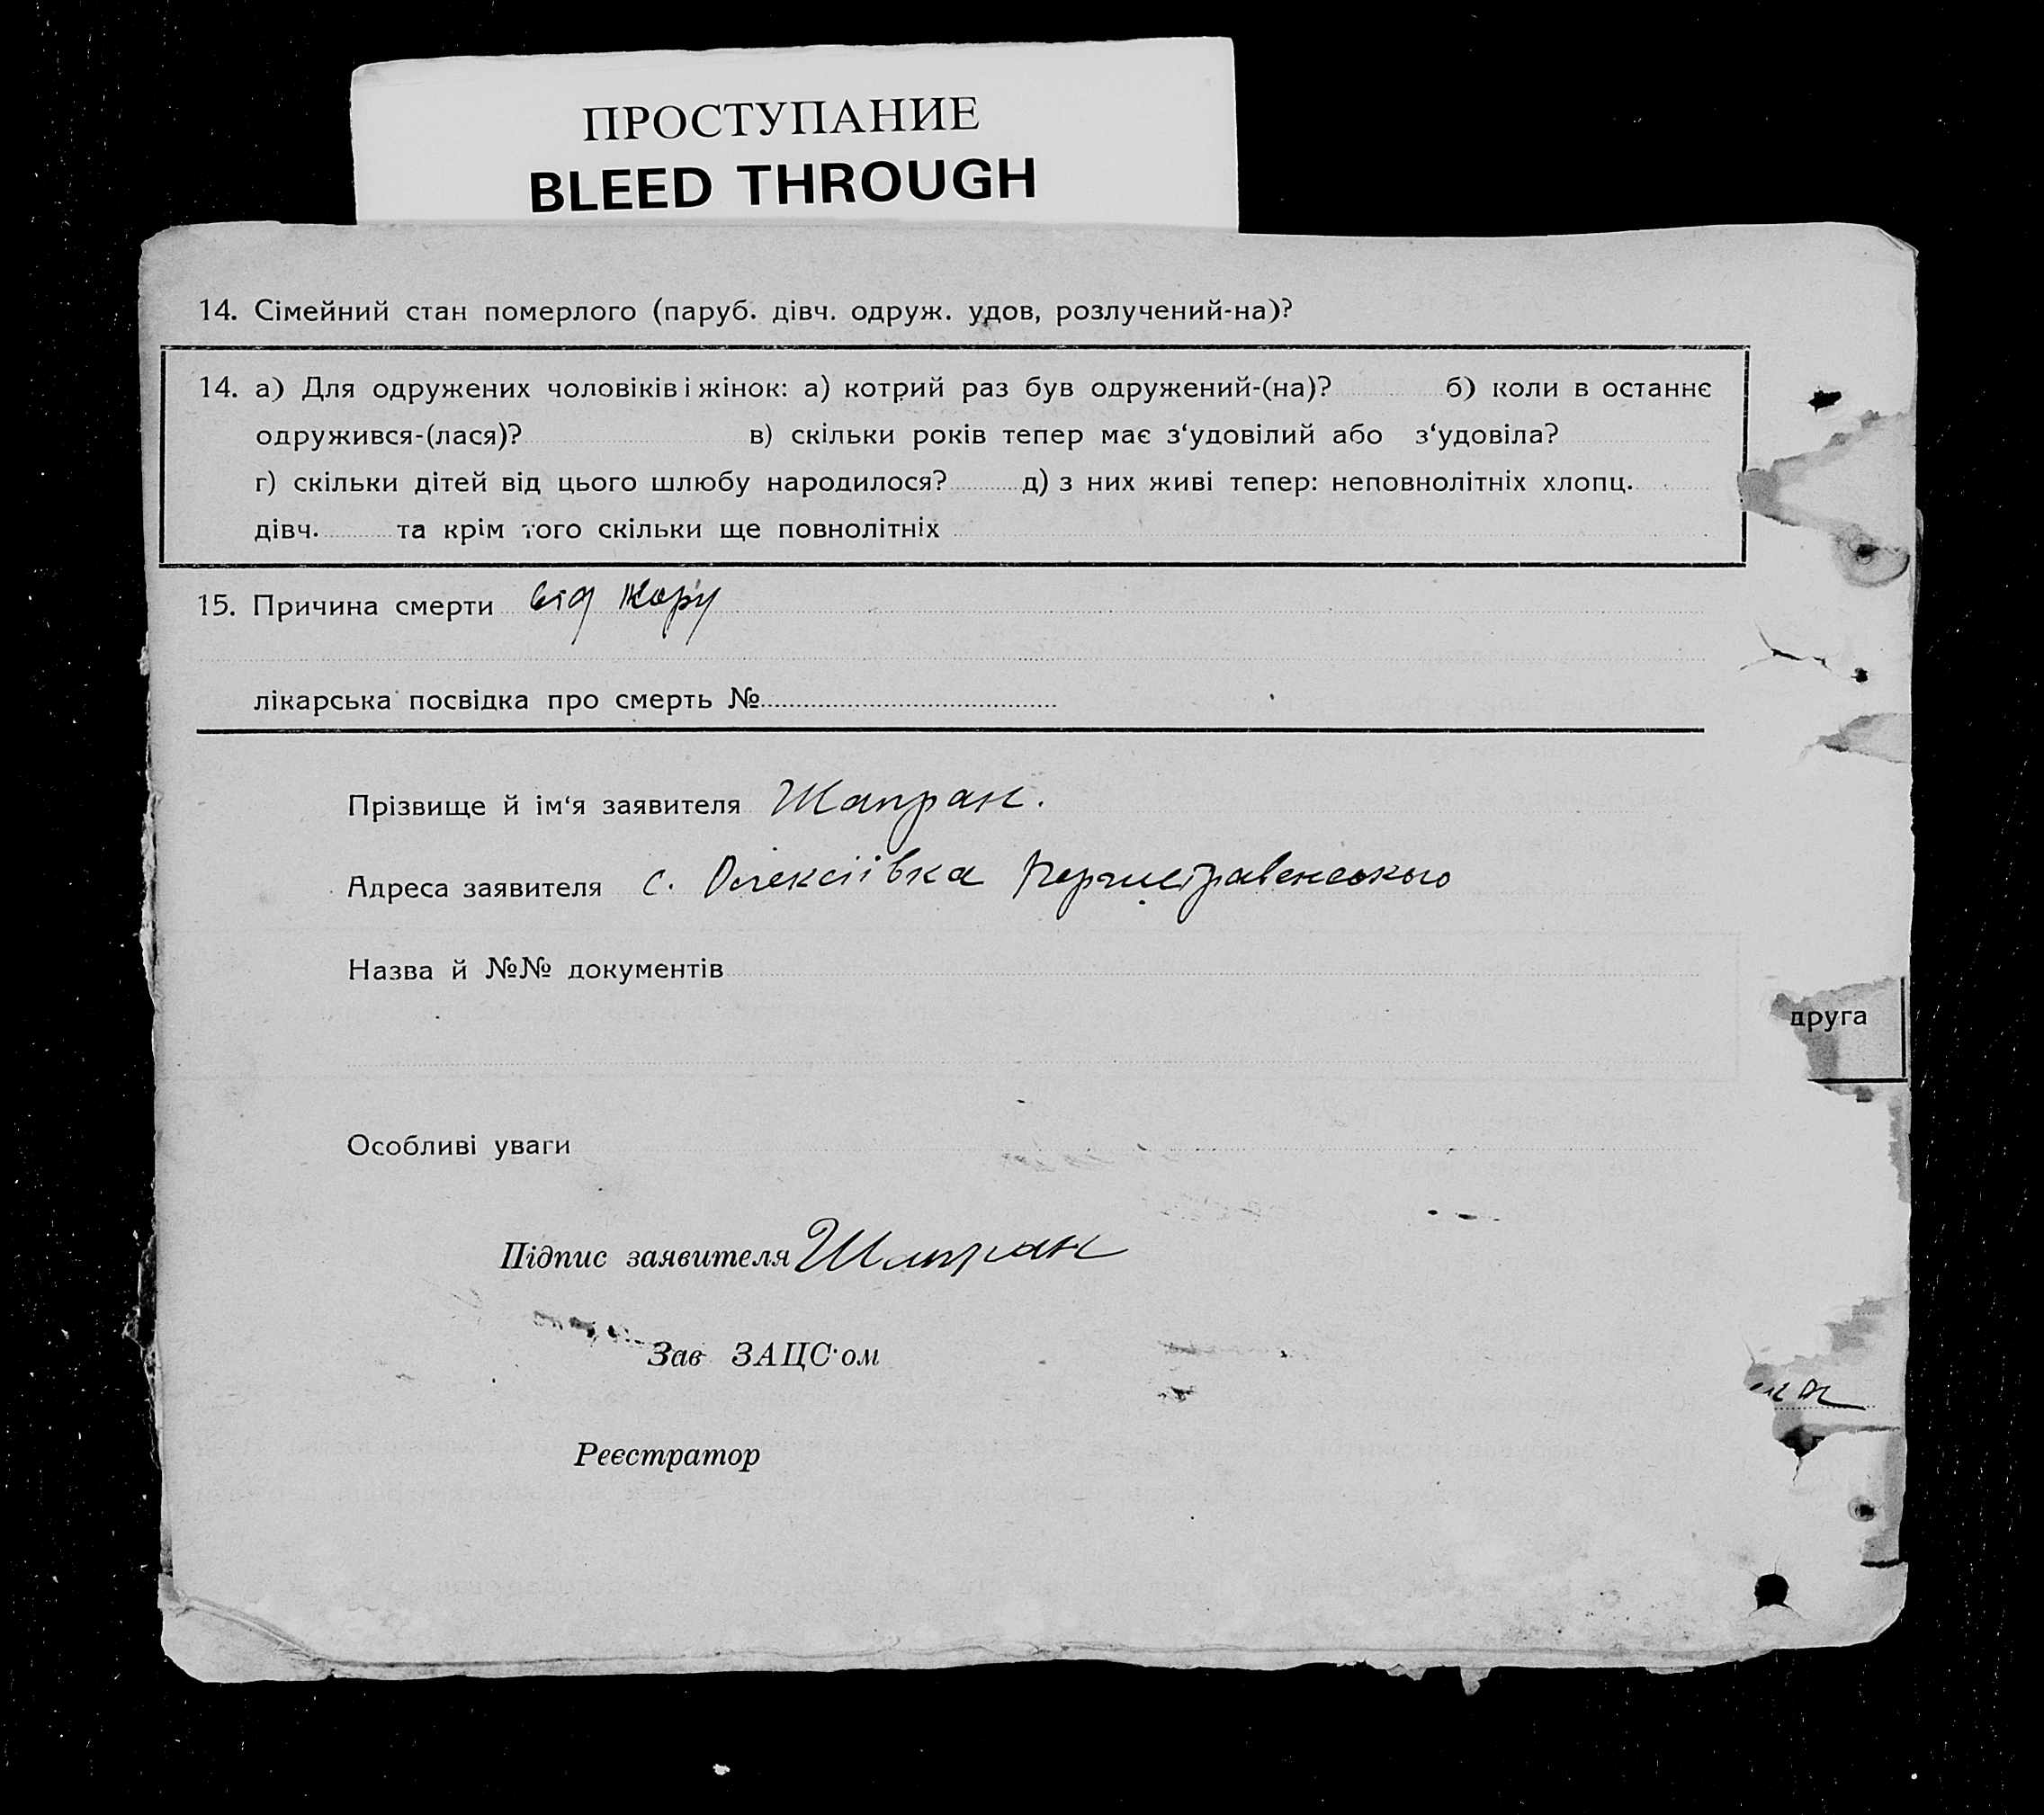 ПРОСТУПАНИЕ
BLEED THROUGH
14. Сімейний стан померлого (паруб. дівч. одруж. удов, розлучений-на)?
14. а) Для одружених чоловіків і жінок: а) котрий раз був одружений-(на)? б) коли в останнє
одружився-(лася)? в) скільки років тепер має з‘удовілий або з‘удовіла?
г) скільки дітей від цього шлюбу народилося? д) з них живі тепер: неповнолітніх хлопц.
дівч. та крім того скільки ще повнолітніх
15. Причина смерти від кору
лікарська посвідка про смерть №
Прізвище й ім‘я заявителя Шапран.
Адреса заявителя с. Олексіївка
Назва й №№ документів
друга
Особливі уваги
Підпис заявителя Шапран
Зав ЗАЦС·ом
Реєстратор